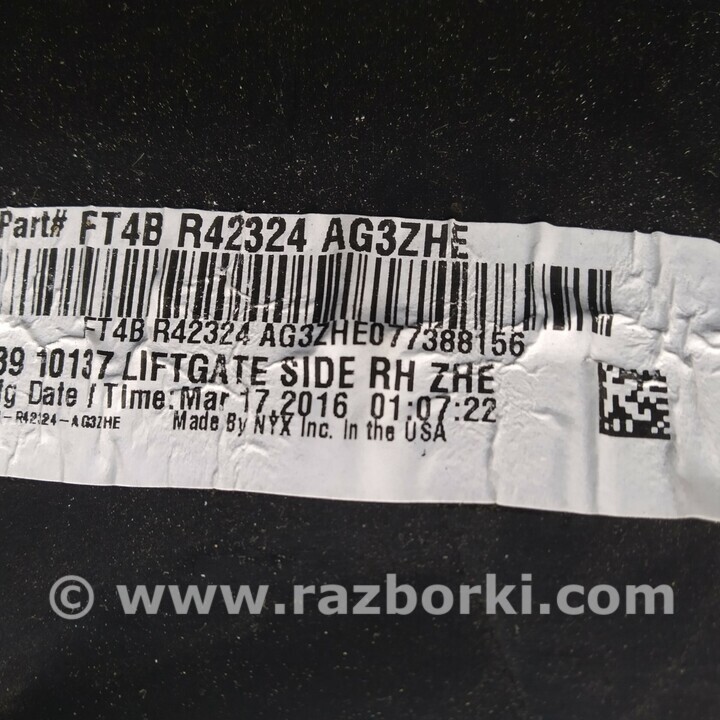 Part# FT4B R42324 AG3ZHE
FT4B R42324 AG3ZHE077388156
39 10137 LIFTGATE SIDE RH ZHE
fg Date / Time: Mar 17,2016 01:07:22
-R42324-AG3ZHE Made By NYX Inc. In the USA
© www.razborki.com